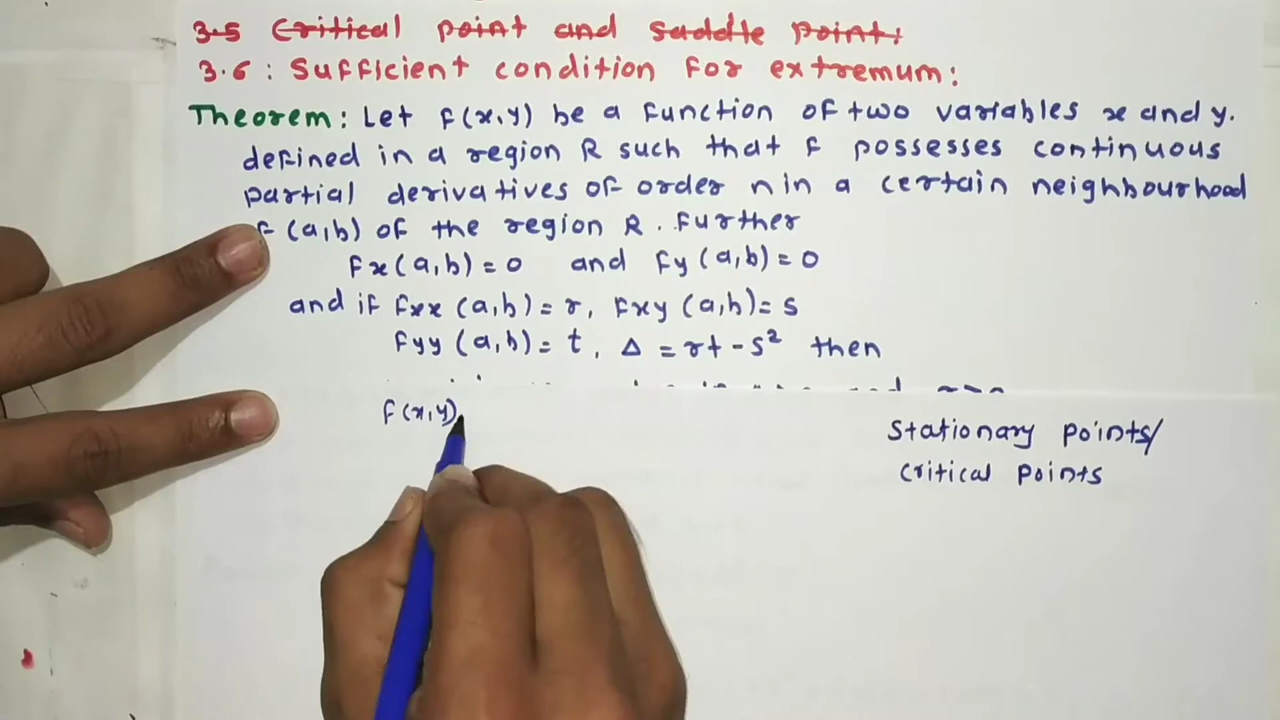 3.5 Critical point and saddle point:
3.6: Sufficient condition for extremum:
Theorem: Let f(x,y) be a function of two variables x and y.
defined in a region R such that f possesses continuous
partial derivatives of order n in a certain neighbourhood
(a,b) of the region R. Further
fx(a,b)=0 and fy(a,b)=0
and if fxx(a,b)=r, fxy(a,b)=s
fyy(a,b)=t, Δ=rt-s² then
f(x,y)
Stationary points/
critical points